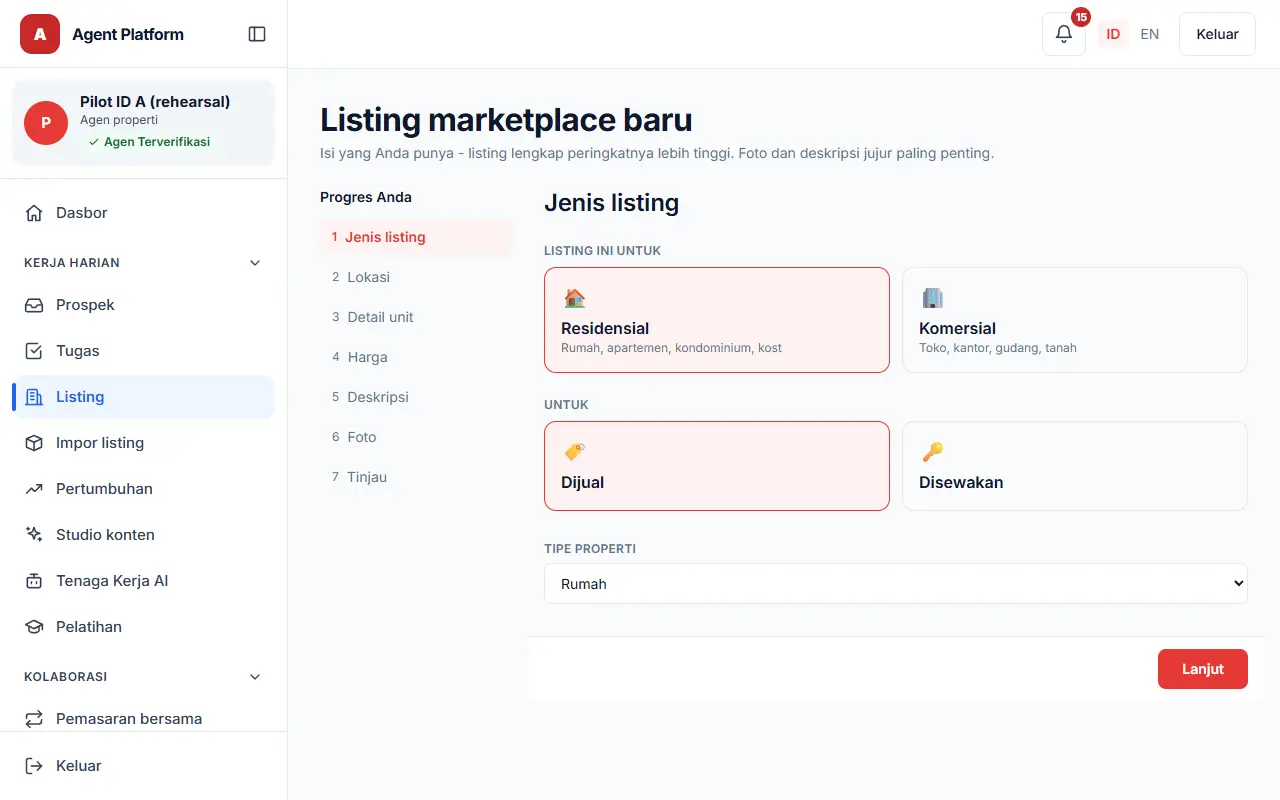 A
Agent Platform
15
ID
EN
Keluar
P
Pilot ID A (rehearsal)
Agen properti
Agen Terverifikasi
Dasbor
KERJA HARIAN
Prospek
Tugas
Listing
Impor listing
Pertumbuhan
Studio konten
Tenaga Kerja AI
Pelatihan
KOLABORASI
Pemasaran bersama
Keluar
Listing marketplace baru
Isi yang Anda punya - listing lengkap peringkatnya lebih tinggi. Foto dan deskripsi jujur paling penting.
Progres Anda
1 Jenis listing
2 Lokasi
3 Detail unit
4 Harga
5 Deskripsi
6 Foto
7 Tinjau
Jenis listing
LISTING INI UNTUK
Residensial
Rumah, apartemen, kondominium, kost
Komersial
Toko, kantor, gudang, tanah
UNTUK
Dijual
Disewakan
TIPE PROPERTI
Rumah
Lanjut